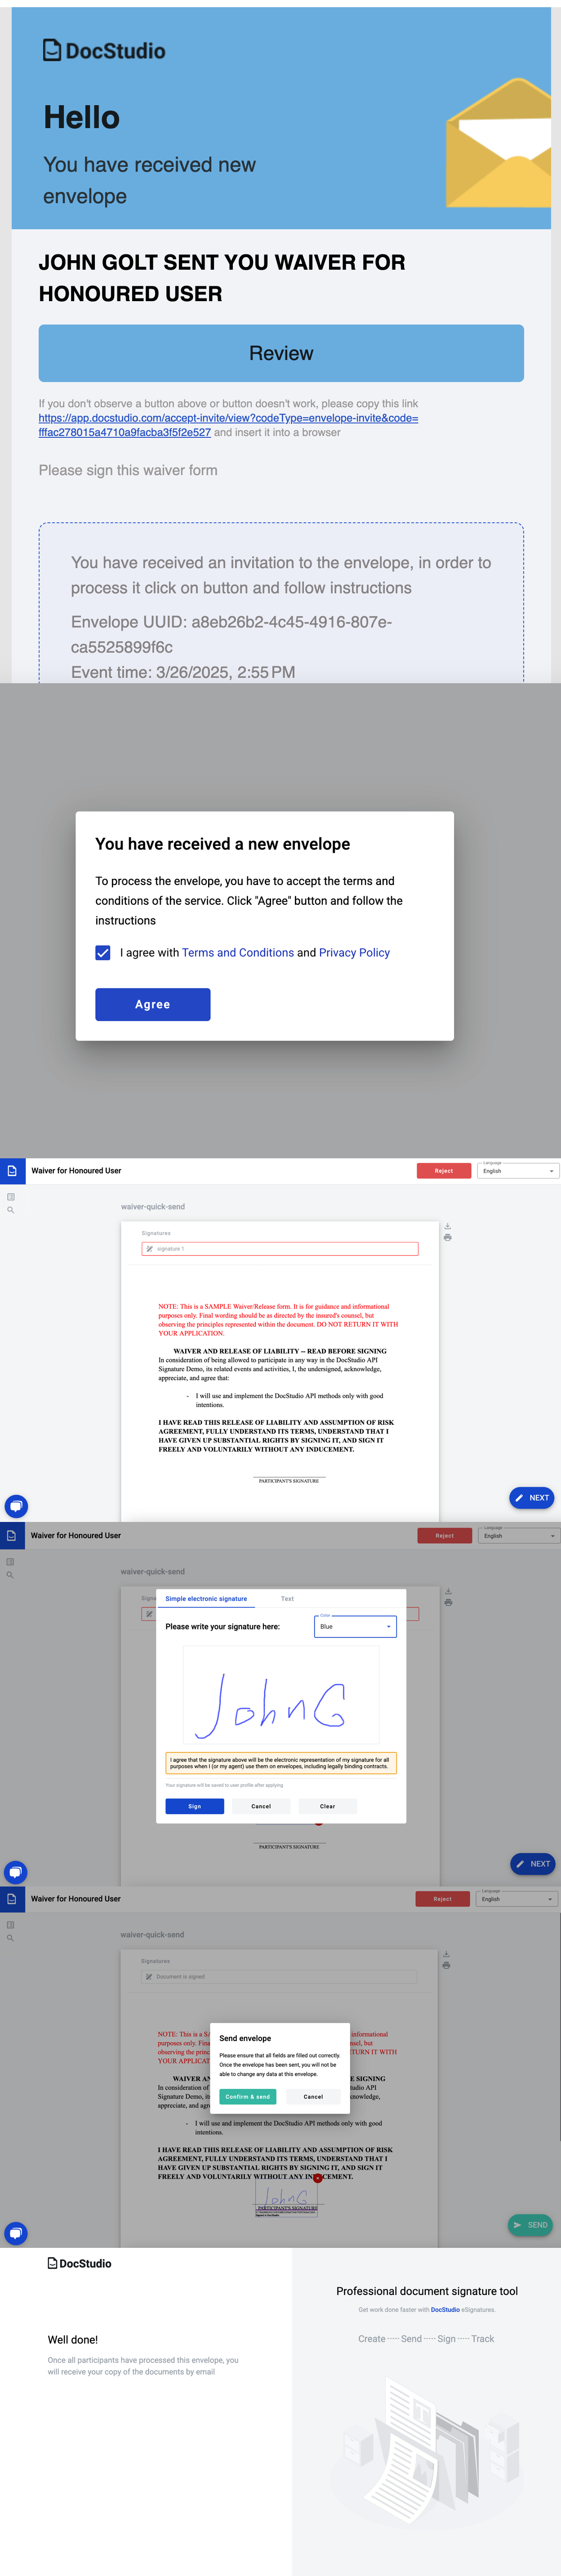 DocStudio
Hello
You have received new
envelope
JOHN GOLT SENT YOU WAIVER FOR
HONOURED USER
Review
If you don't observe a button above or button doesn't work, please copy this link
https://app.docstudio.com/accept-invite/view?codeType=envelope-invite&code=
fffac278015a4710a9facba3f5f2e527 and insert it into a browser
Please sign this waiver form
You have received an invitation to the envelope, in order to
process it click on button and follow instructions
Envelope UUID: a8eb26b2-4c45-4916-807e-
ca5525899f6c
Event time: 3/26/2025, 2:55 PM
You have received a new envelope
To process the envelope, you have to accept the terms and
conditions of the service. Click "Agree" button and follow the
instructions
I agree with Terms and Conditions and Privacy Policy
Agree
Waiver for Honoured User
Reject
Language
English
waiver-quick-send
Signatures
signature 1
NOTE: This is a SAMPLE Waiver/Release form. It is for guidance and informational
purposes only. Final wording should be as directed by the insured's counsel, but
observing the principles represented within the document. DO NOT RETURN IT WITH
YOUR APPLICATION.
WAIVER AND RELEASE OF LIABILITY -- READ BEFORE SIGNING
In consideration of being allowed to participate in any way in the DocStudio API
Signature Demo, its related events and activities, I, the undersigned, acknowledge,
appreciate, and agree that:
- I will use and implement the DocStudio API methods only with good
intentions.
I HAVE READ THIS RELEASE OF LIABILITY AND ASSUMPTION OF RISK
AGREEMENT, FULLY UNDERSTAND ITS TERMS, UNDERSTAND THAT I
HAVE GIVEN UP SUBSTANTIAL RIGHTS BY SIGNING IT, AND SIGN IT
FREELY AND VOLUNTARILY WITHOUT ANY INDUCEMENT.
PARTICIPANT'S SIGNATURE
NEXT
Waiver for Honoured User
Reject
Language
English
waiver-quick-send
Signa
Simple electronic signature
Text
Please write your signature here:
Color
Blue
JohnG
I agree that the signature above will be the electronic representation of my signature for all
purposes when I (or my agent) use them on envelopes, including legally binding contracts.
Your signature will be saved to user profile after applying.
Sign
Cancel
Clear
PARTICIPANT'S SIGNATURE
NEXT
Waiver for Honoured User
Reject
Language
English
waiver-quick-send
Signatures
Document is signed
NOTE: This is a SA
informational
purposes only. Fina
nsel, but
observing the princ
TURN IT WITH
YOUR APPLICAT
WAIVER AN
E SIGNING
In consideration of
tudio API
Signature Demo, its
knowledge,
appreciate, and agre
Send envelope
Please ensure that all fields are filled out correctly.
Once the envelope has been sent, you will not be
able to change any data at this envelope.
Confirm & send
Cancel
- I will use and implement the DocStudio API methods only with good
intentions.
I HAVE READ THIS RELEASE OF LIABILITY AND ASSUMPTION OF RISK
AGREEMENT, FULLY UNDERSTAND ITS TERMS, UNDERSTAND THAT I
HAVE GIVEN UP SUBSTANTIAL RIGHTS BY SIGNING IT, AND SIGN IT
FREELY AND VOLUNTARILY WITHOUT ANY INDUCEMENT.
JohnG
PARTICIPANT'S SIGNATURE
SEND
DocStudio
Well done!
Once all participants have processed this envelope, you
will receive your copy of the documents by email
Professional document signature tool
Get work done faster with DocStudio eSignatures.
Create Send Sign Track